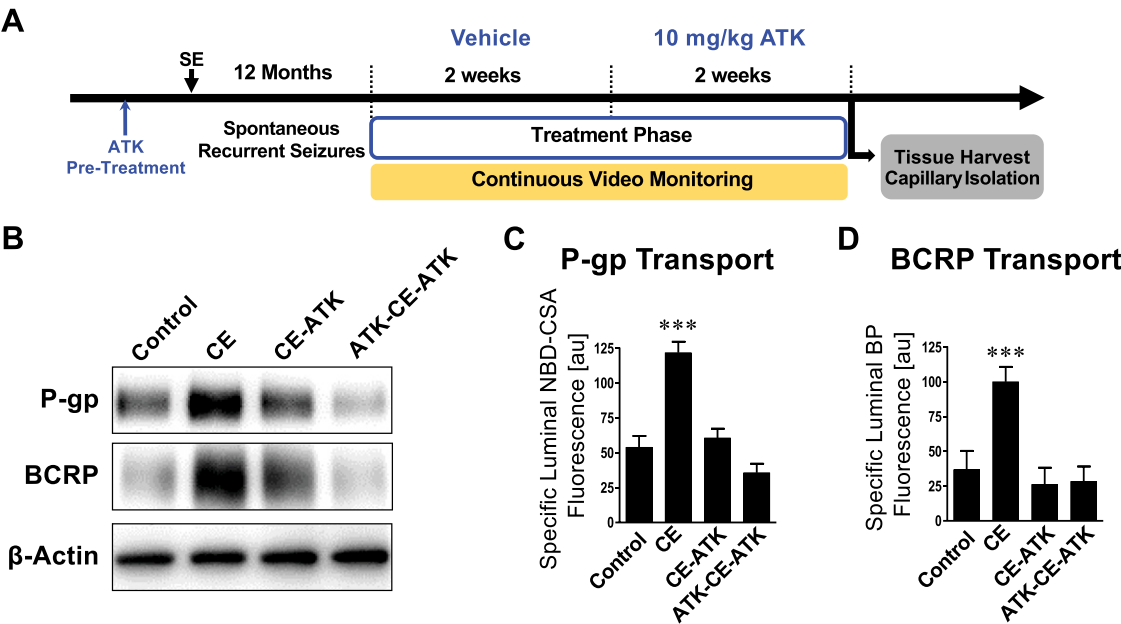 A
Vehicle
10 mg/kg ATK
SE
12 Months
2 weeks
2 weeks
ATK
Pre-Treatment
Spontaneous
Recurrent Seizures
Treatment Phase
Continuous Video Monitoring
Tissue Harvest
Capillary Isolation
B
Control
CE
CE-ATK
ATK-CE-ATK
P-gp
BCRP
β-Actin
C
P-gp Transport
Specific Luminal NBD-CSA
Fluorescence [au]
***
125
100
75
50
25
0
Control
CE
CE-ATK
ATK-CE-ATK
D
BCRP Transport
Specific Luminal BP
Fluorescence [au]
***
125
100
75
50
25
0
Control
CE
CE-ATK
ATK-CE-ATK